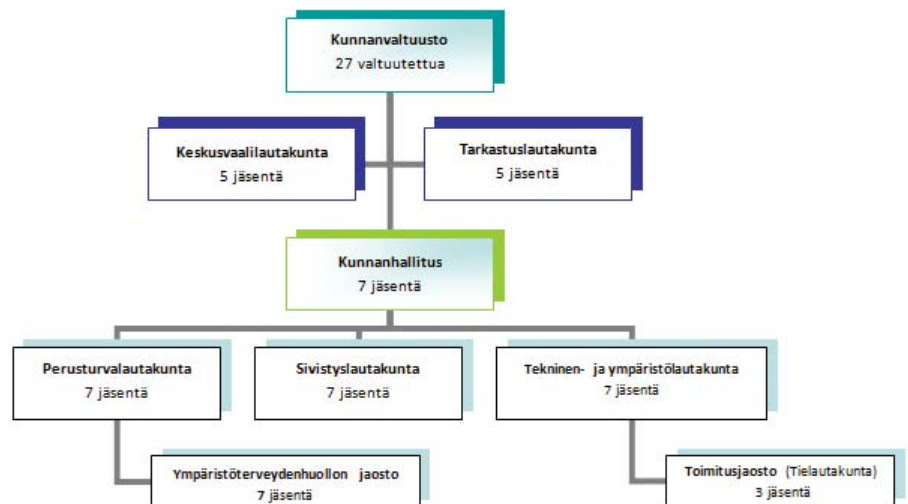 Kunnanvaltuusto
27 valtuutettua
Keskusvaalilautakunta
5 jäsentä
Tarkastuslautakunta
5 jäsentä
Kunnanhallitus
7 jäsentä
Perusturvalautakunta
7 jäsentä
Sivistyslautakunta
7 jäsentä
Tekninen- ja ympäristölautakunta
7 jäsentä
Ympäristöterveydenhuollon jaosto
7 jäsentä
Toimitusjaosto (Tielautakunta)
3 jäsentä